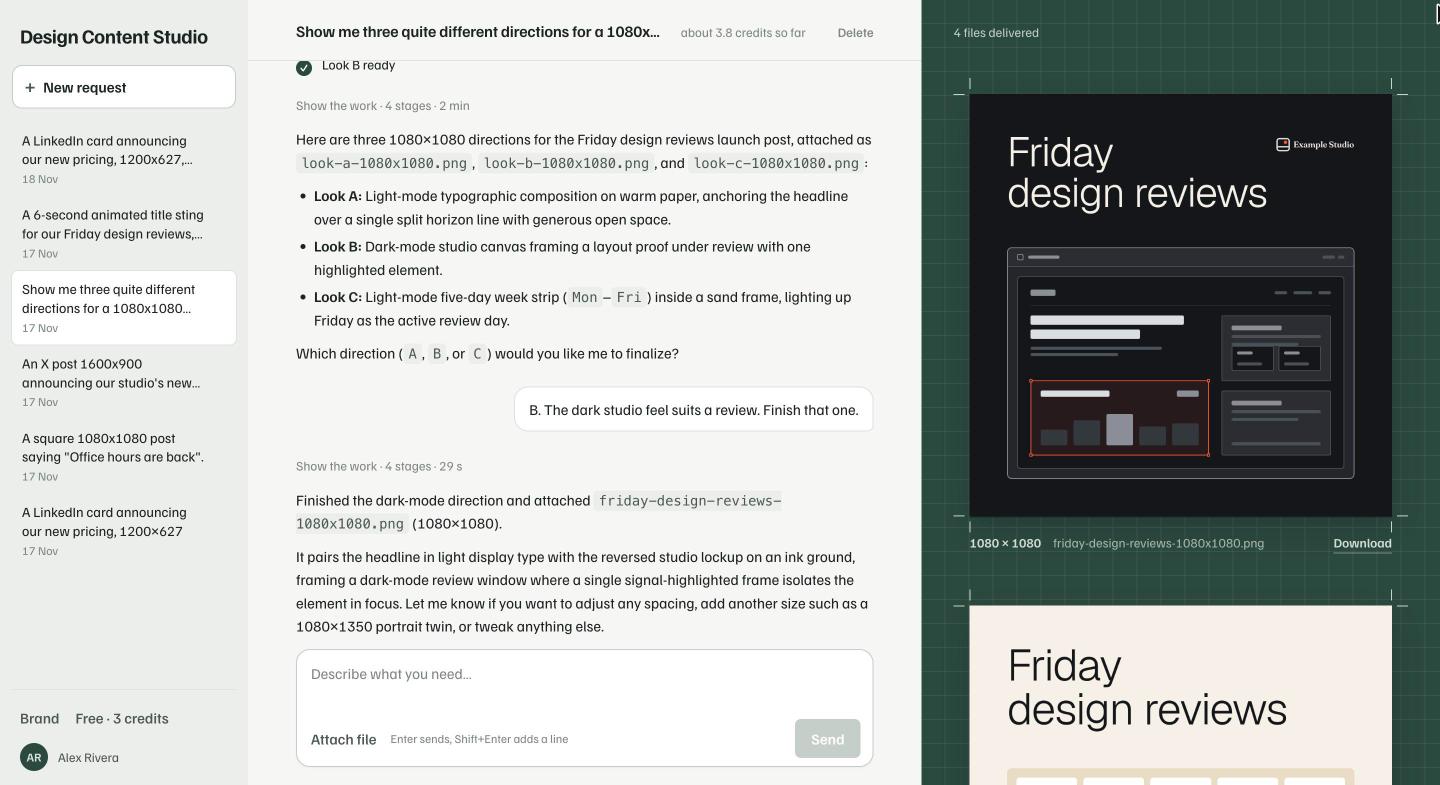 Design Content Studio
+ New request
A LinkedIn card announcing
our new pricing, 1200x627,...
18 Nov
A 6-second animated title sting
for our Friday design reviews,...
17 Nov
Show me three quite different
directions for a 1080x1080...
17 Nov
An X post 1600x900
announcing our studio's new...
17 Nov
A square 1080x1080 post
saying "Office hours are back".
17 Nov
A LinkedIn card announcing
our new pricing, 1200×627
17 Nov
Brand Free · 3 credits
AR Alex Rivera
Show me three quite different directions for a 1080x... about 3.8 credits so far Delete
Look B ready
Show the work · 4 stages · 2 min
Here are three 1080×1080 directions for the Friday design reviews launch post, attached as
look-a-1080x1080.png, look-b-1080x1080.png, and look-c-1080x1080.png:
• Look A: Light-mode typographic composition on warm paper, anchoring the headline
over a single split horizon line with generous open space.
• Look B: Dark-mode studio canvas framing a layout proof under review with one
highlighted element.
• Look C: Light-mode five-day week strip (Mon–Fri) inside a sand frame, lighting up
Friday as the active review day.
Which direction (A, B, or C) would you like me to finalize?
B. The dark studio feel suits a review. Finish that one.
Show the work · 4 stages · 29 s
Finished the dark-mode direction and attached friday-design-reviews-
1080x1080.png (1080×1080).
It pairs the headline in light display type with the reversed studio lockup on an ink ground,
framing a dark-mode review window where a single signal-highlighted frame isolates the
element in focus. Let me know if you want to adjust any spacing, add another size such as a
1080×1350 portrait twin, or tweak anything else.
Describe what you need...
Attach file Enter sends, Shift+Enter adds a line Send
4 files delivered
Friday
design reviews
Example Studio
1080 × 1080 friday-design-reviews-1080x1080.png Download
Friday
design reviews